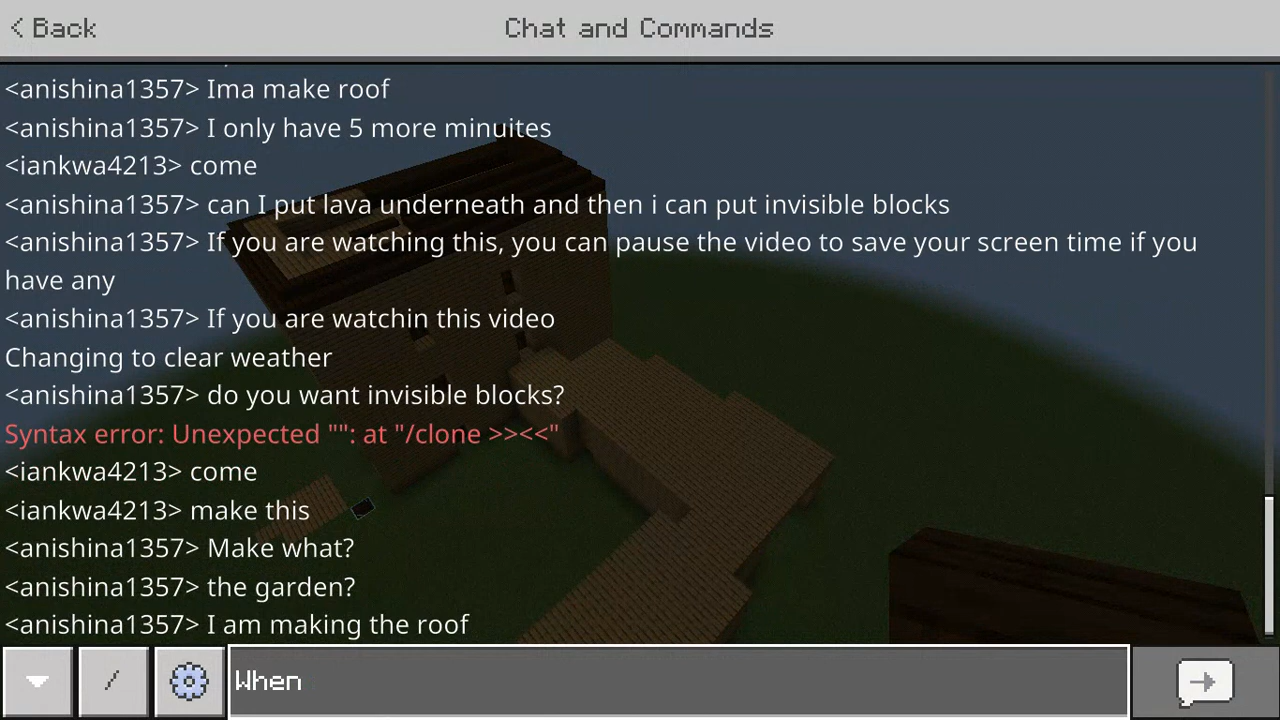 < Back
Chat and Commands
<anishina1357> Ima make roof
<anishina1357> I only have 5 more minuites
<iankwa4213> come
<anishina1357> can I put lava underneath and then i can put invisible blocks
<anishina1357> If you are watching this, you can pause the video to save your screen time if you
have any
<anishina1357> If you are watchin this video
Changing to clear weather
<anishina1357> do you want invisible blocks?
Syntax error: Unexpected "": at "/clone >><<"
<iankwa4213> come
<iankwa4213> make this
<anishina1357> Make what?
<anishina1357> the garden?
<anishina1357> I am making the roof
/
When